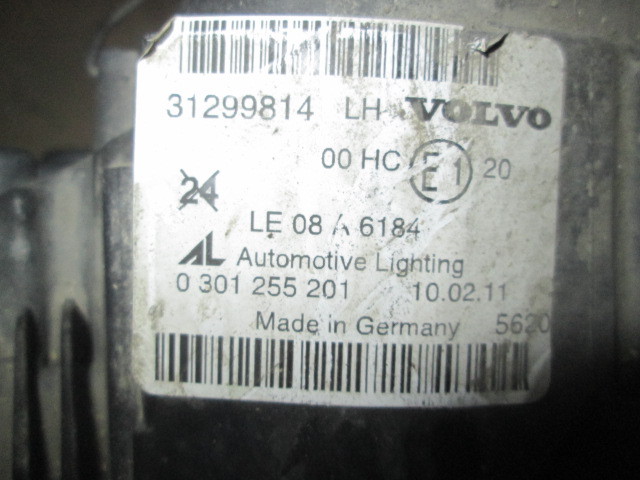 31299814 LH VOLVO
00 HC E1 20
24
LE 08 A 6184
AL Automotive Lighting
0 301 255 201 10.02.11
Made in Germany 5620